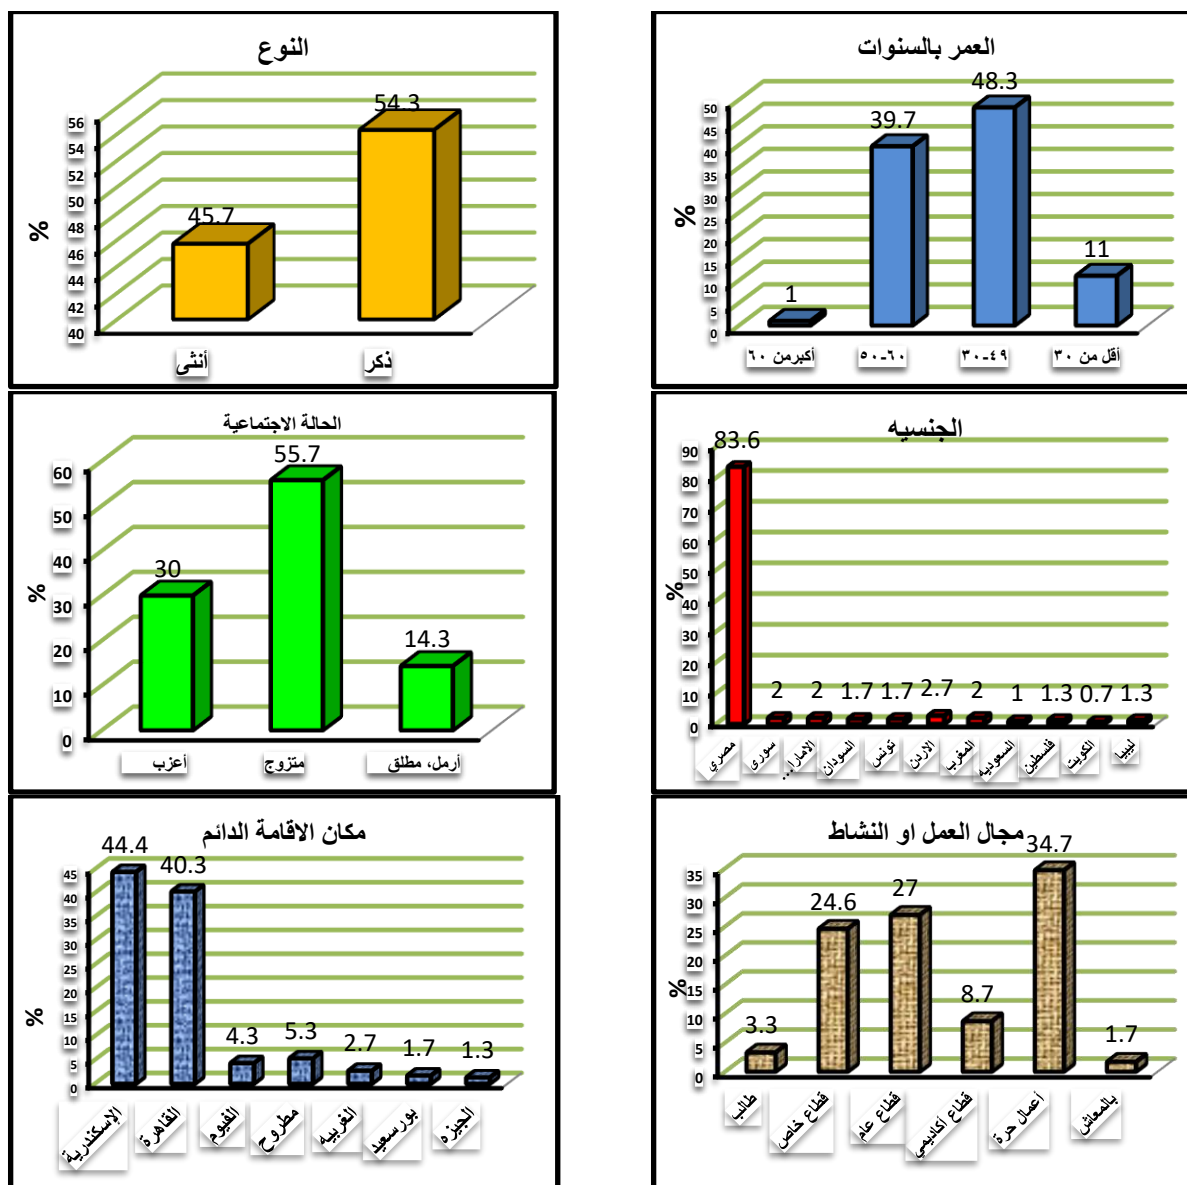 النوع
54.3
45.7
56
54
52
50
48
46
44
42
40
%
أنثى
ذكر
العمر بالسنوات
48.3
39.7
11
1
50
45
40
35
30
25
20
15
10
5
0
%
أكبرمن ٦٠
٥٠-٦٠
٣٠-٤٩
أقل من ٣٠
الحالة الاجتماعية
55.7
30
14.3
60
50
40
30
20
10
0
%
أعزب
متزوج
أرمل، مطلق
الجنسيه
83.6
2
2
1.7
1.7
2.7
2
1
1.3
0.7
1.3
90
80
70
60
50
40
30
20
10
0
%
مصري
سورى
الامارا...
السودان
تونس
الاردن
المغرب
السعوديه
فلسطين
الكويت
ليبيا
مكان الاقامة الدائم
44.4
40.3
4.3
5.3
2.7
1.7
1.3
45
40
35
30
25
20
15
10
5
0
%
الإسكندرية
القاهرة
الفيوم
مطروح
الغربيه
بورسعيد
الجيزه
مجال العمل او النشاط
34.7
24.6
27
8.7
3.3
1.7
35
30
25
20
15
10
5
0
%
طالب
قطاع خاص
قطاع عام
قطاع أكاديمي
أعمال حرة
بالمعاش